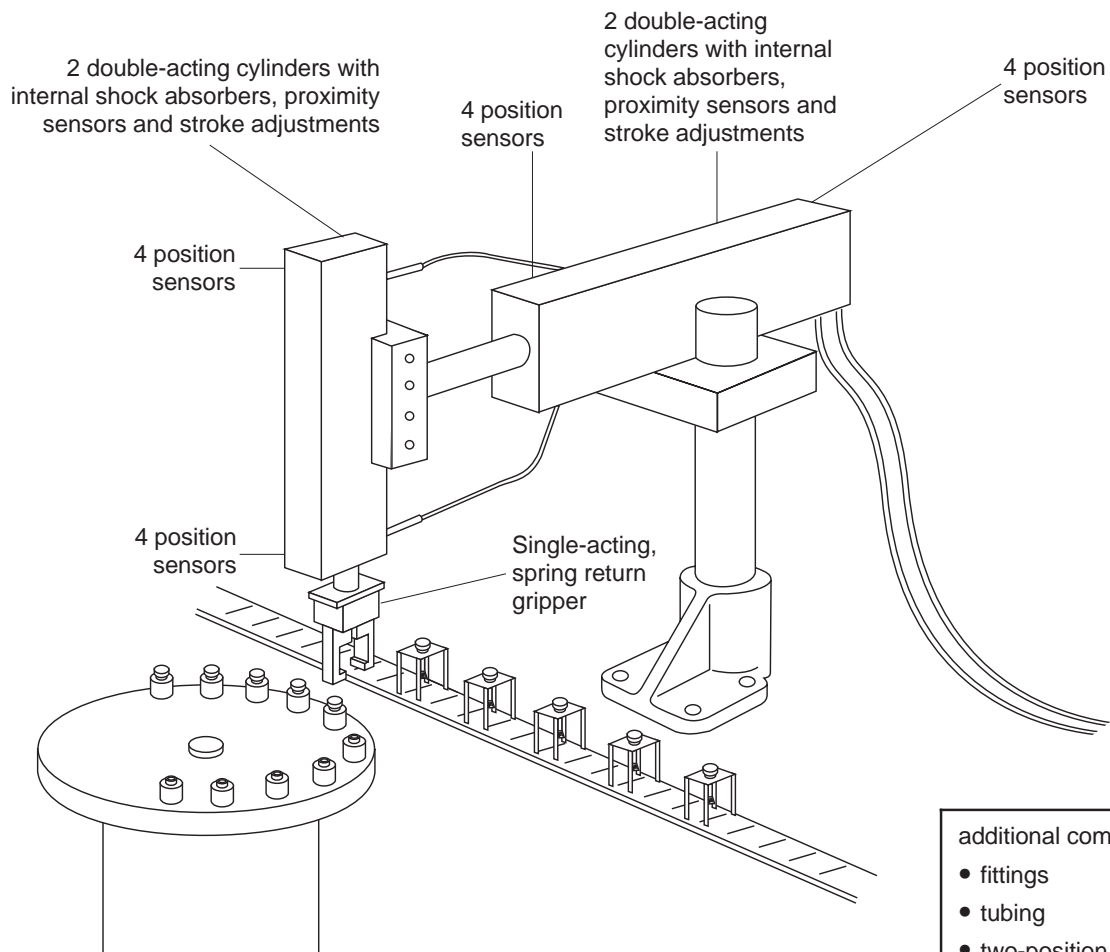 2 double-acting cylinders with
internal shock absorbers, proximity
sensors and stroke adjustments
4 position
sensors
2 double-acting
cylinders with internal
shock absorbers,
proximity sensors and
stroke adjustments
4 position
sensors
4 position
sensors
4 position
sensors
Single-acting,
spring return
gripper
additional com
• fittings
• tubing
• two-position